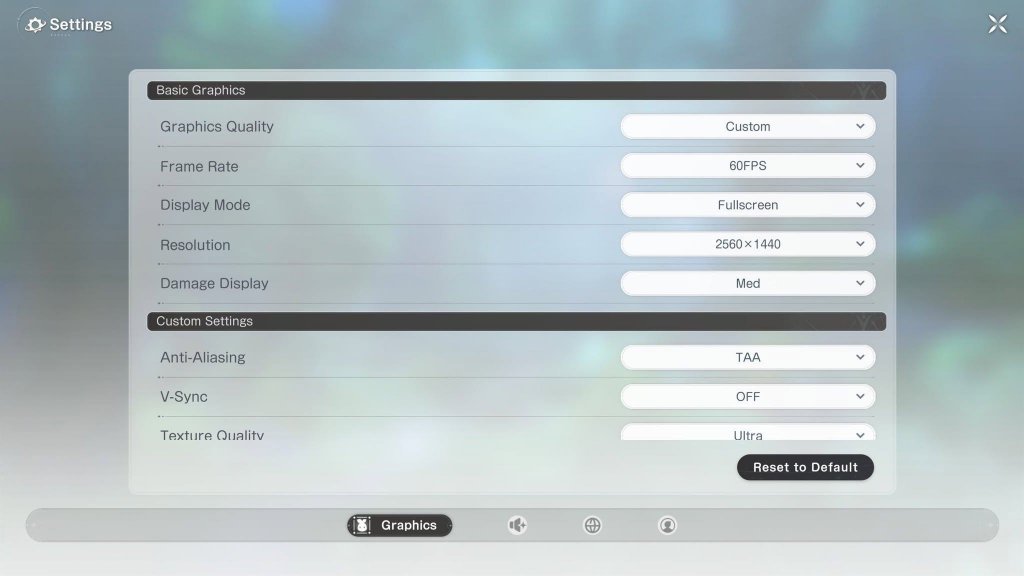 Settings
Basic Graphics
Graphics Quality Custom
Frame Rate 60FPS
Display Mode Fullscreen
Resolution 2560×1440
Damage Display Med
Custom Settings
Anti-Aliasing TAA
V-Sync OFF
Texture Quality Ultra
Reset to Default
Graphics